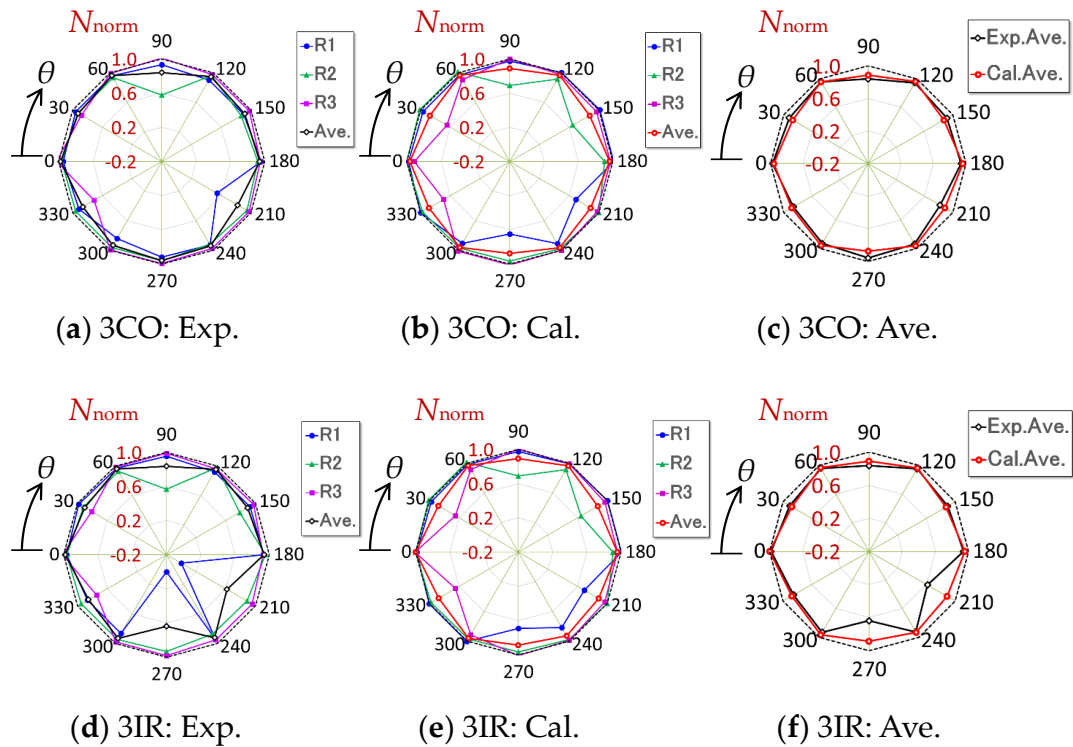 N norm
θ
90
120
150
180
210
240
270
300
330
0
30
60
1.0
0.6
0.2
-0.2
R1
R2
R3
Ave.
(a) 3CO: Exp.
N norm
θ
90
120
150
180
210
240
270
300
330
0
30
60
1.0
0.6
0.2
-0.2
R1
R2
R3
Ave.
(b) 3CO: Cal.
N norm
θ
90
120
150
180
210
240
270
300
330
0
30
60
1.0
0.6
0.2
-0.2
Exp.Ave.
Cal.Ave.
(c) 3CO: Ave.
N norm
θ
90
120
150
180
210
240
270
300
330
0
30
60
1.0
0.6
0.2
-0.2
R1
R2
R3
Ave.
(d) 3IR: Exp.
N norm
θ
90
120
150
180
210
240
270
300
330
0
30
60
1.0
0.6
0.2
-0.2
R1
R2
R3
Ave.
(e) 3IR: Cal.
N norm
θ
90
120
150
180
210
240
270
300
330
0
30
60
1.0
0.6
0.2
-0.2
Exp.Ave.
Cal.Ave.
(f) 3IR: Ave.